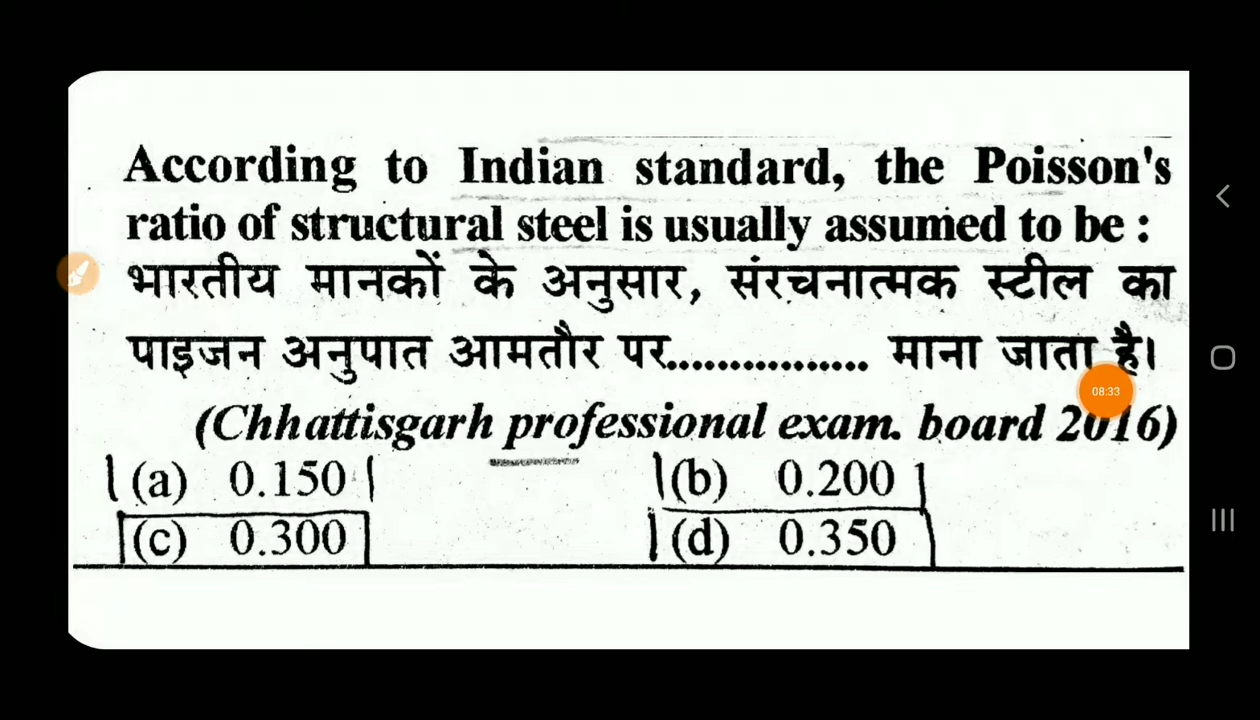 According to Indian standard, the Poisson's
ratio of structural steel is usually assumed to be :
भारतीय मानकों के अनुसार, संरचनात्मक स्टील का
पाइजन अनुपात आमतौर पर................ माना जाता है।
08:33
(Chhattisgarh professional exam. board 2016)
(a) 0.150 (b) 0.200
(c) 0.300 (d) 0.350